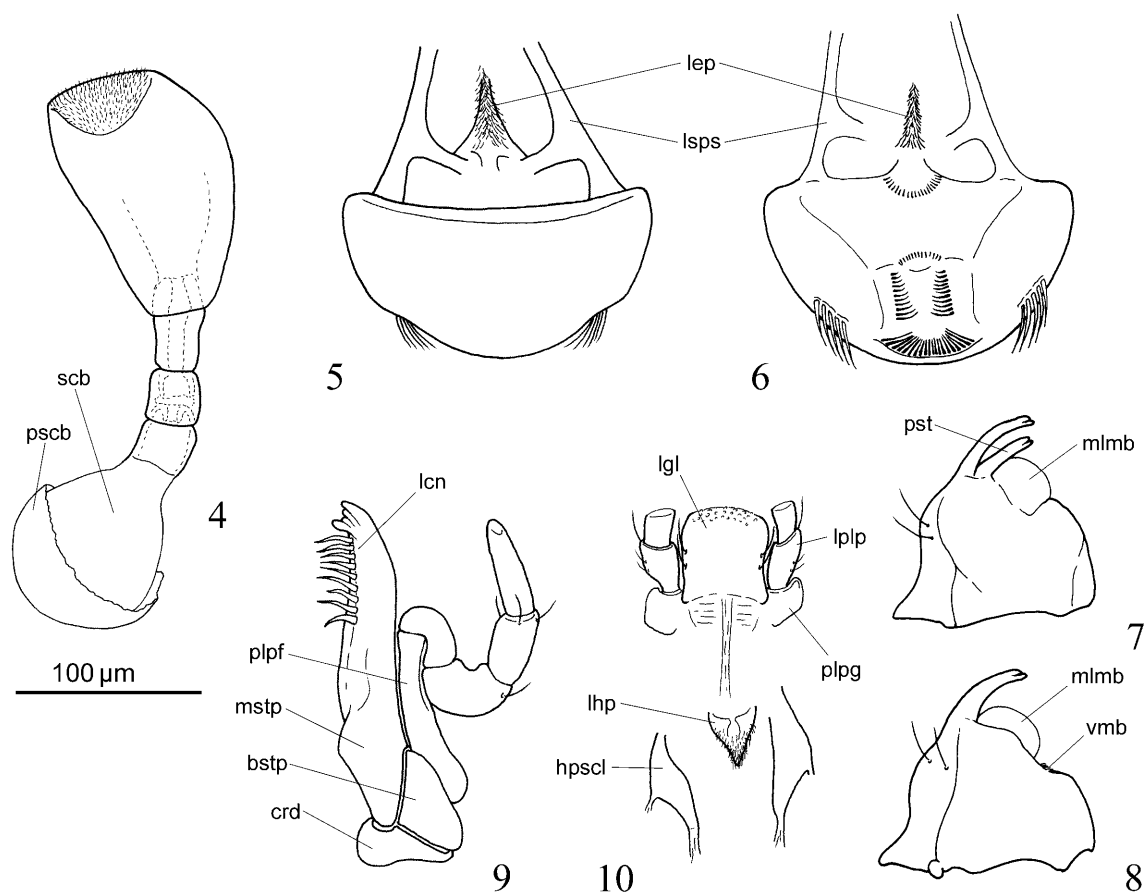 lep
lsps
5
6
scb
pscb
4
100 µm
lcn
plpf
mstp
bstp
crd
9
lgl
lplp
plpg
lhp
hpscl
10
pst
mlmb
7
mlmb
vmb
8